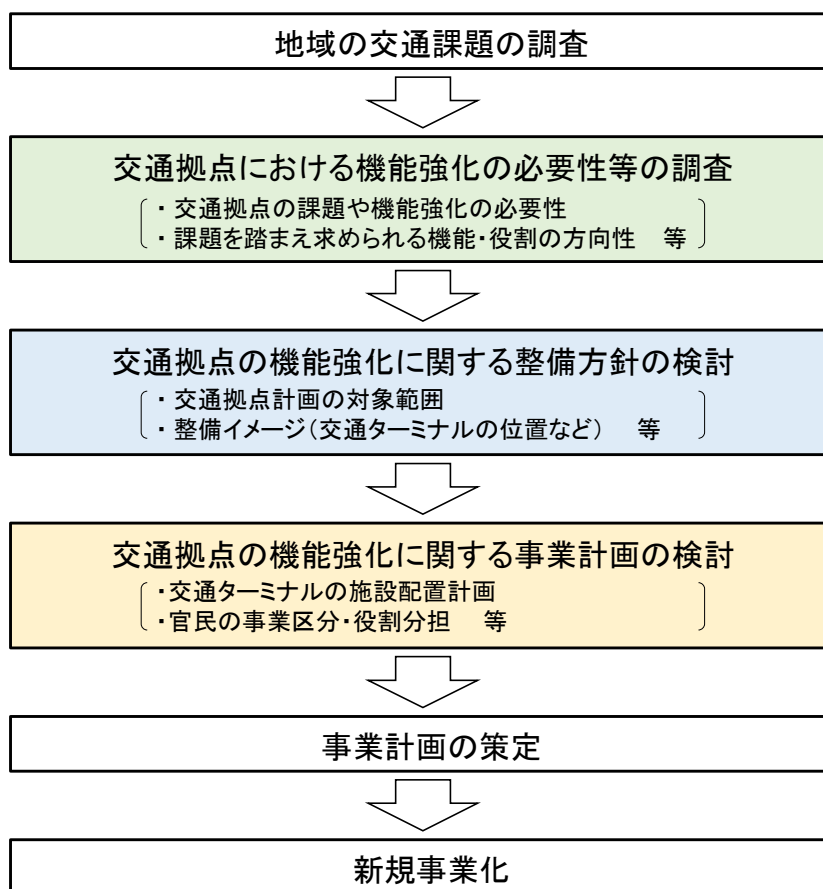 地域の交通課題の調査
交通拠点における機能強化の必要性等の調査
・ 交通拠点の課題や機能強化の必要性
・ 課題を踏まえ求められる機能・役割の方向性　等
交通拠点の機能強化に関する整備方針の検討
・ 交通拠点計画の対象範囲
・ 整備イメージ（交通ターミナルの位置など）　等
交通拠点の機能強化に関する事業計画の検討
・交通ターミナルの施設配置計画
・官民の事業区分・役割分担　等
事業計画の策定
新規事業化